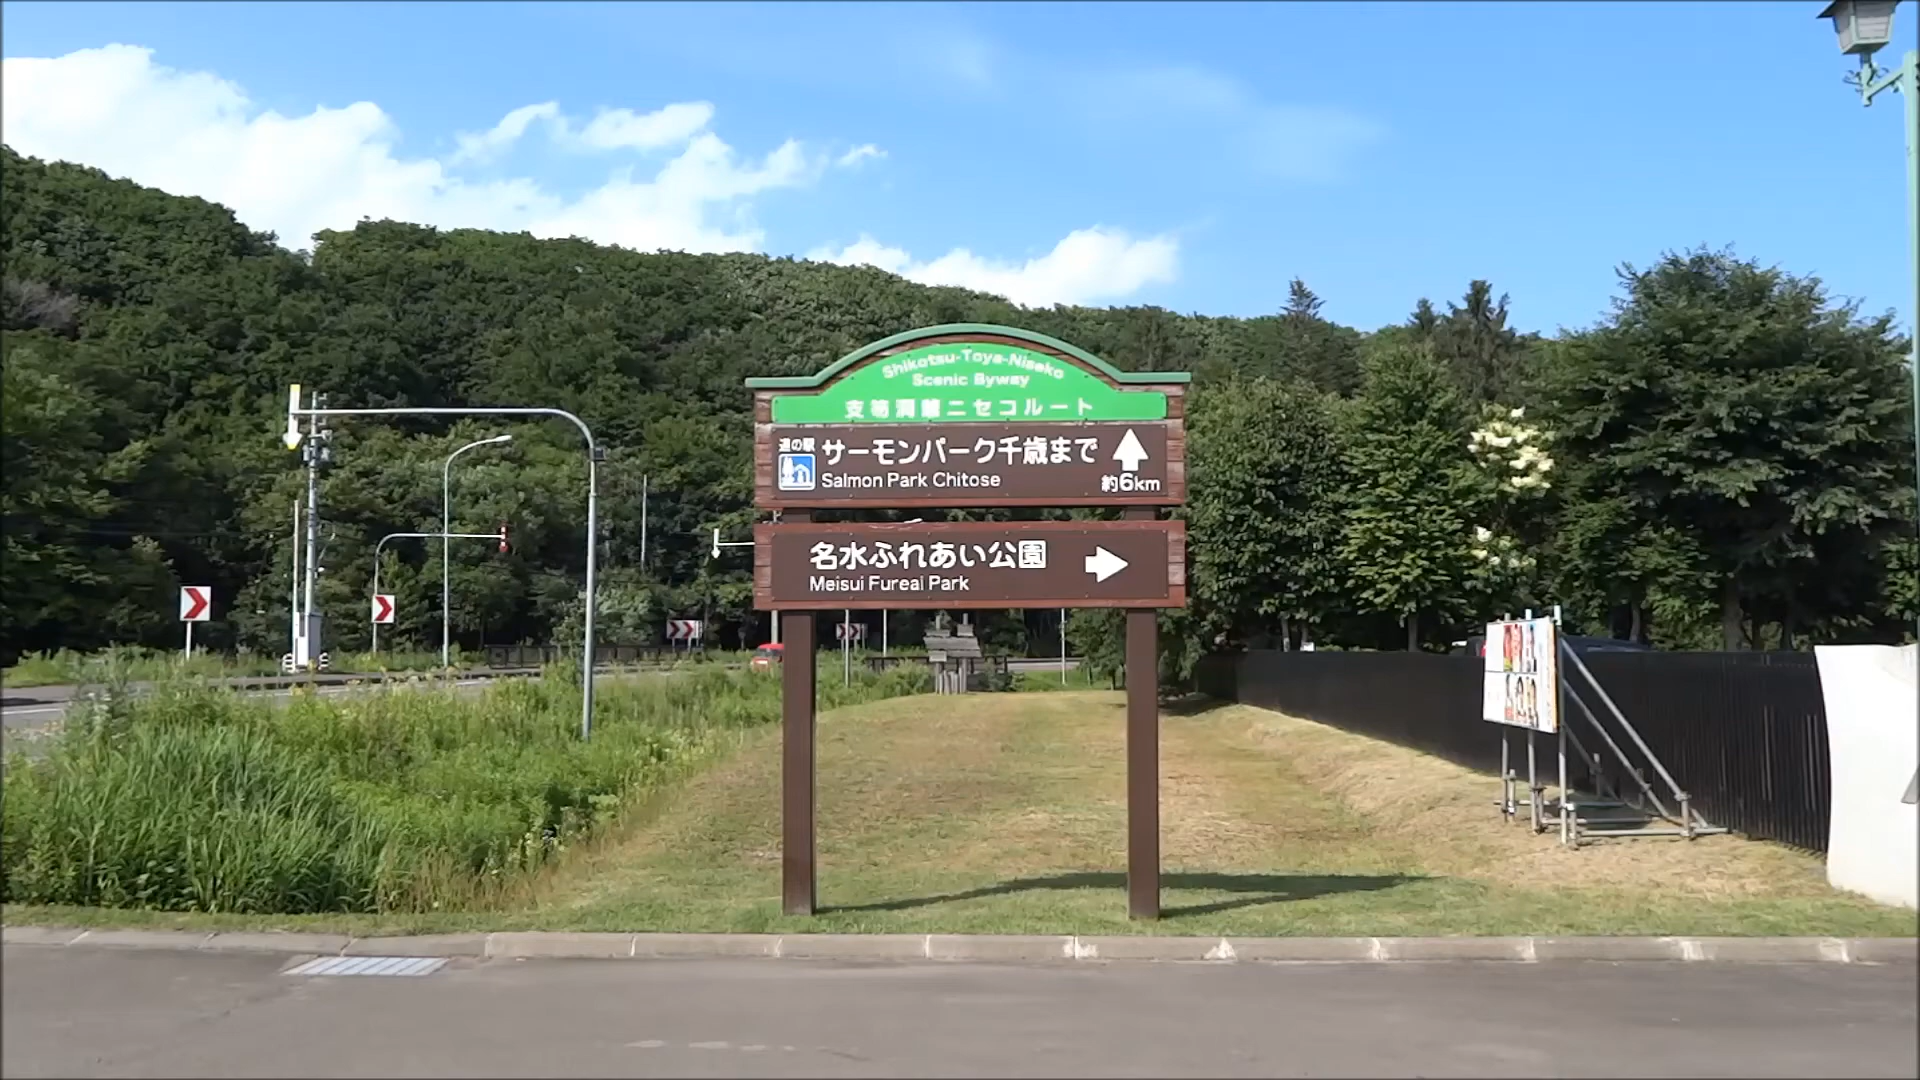 Shikotsu-Toya-Niseko
Scenic Byway
支笏洞爺ニセコルート
道の駅
サーモンパーク千歳まで
Salmon Park Chitose
約6km
名水ふれあい公園
Meisui Fureai Park